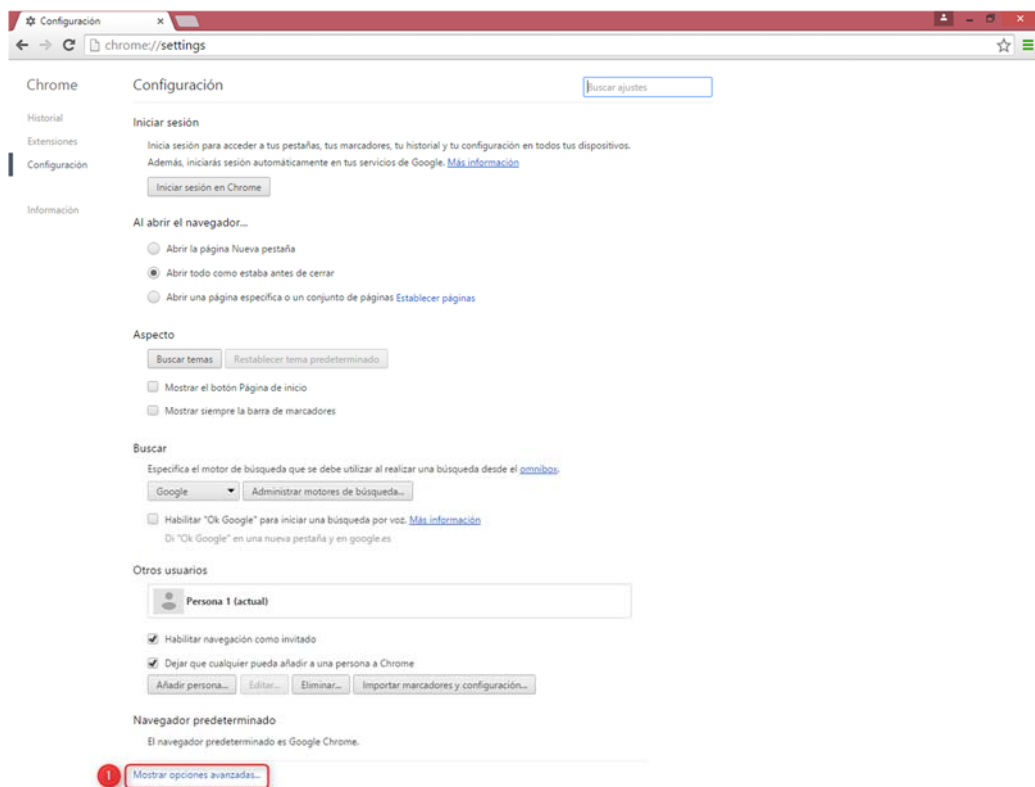 Configuración
chrome://settings
Chrome
Historial
Extensiones
Configuración
Información
Configuración
Buscar ajustes
Iniciar sesión
Inicia sesión para acceder a tus pestañas, tus marcadores, tu historial y tu configuración en todos tus dispositivos.
Además, iniciarás sesión automáticamente en tus servicios de Google. Más información
Iniciar sesión en Chrome
Al abrir el navegador...
Abrir la página Nueva pestaña
Abrir todo como estaba antes de cerrar
Abrir una página específica o un conjunto de páginas Establecer páginas
Aspecto
Buscar temas Restablecer tema predeterminado
Mostrar el botón Página de inicio
Mostrar siempre la barra de marcadores
Buscar
Especifica el motor de búsqueda que se debe utilizar al realizar una búsqueda desde el omnibox.
Google Administrar motores de búsqueda...
Habilitar "Ok Google" para iniciar una búsqueda por voz. Más información
Di "Ok Google" en una nueva pestaña y en google.es
Otros usuarios
Persona 1 (actual)
Habilitar navegación como invitado
Dejar que cualquier pueda añadir a una persona a Chrome
Añadir persona... Editar... Eliminar... Importar marcadores y configuración...
Navegador predeterminado
El navegador predeterminado es Google Chrome.
1 Mostrar opciones avanzadas...